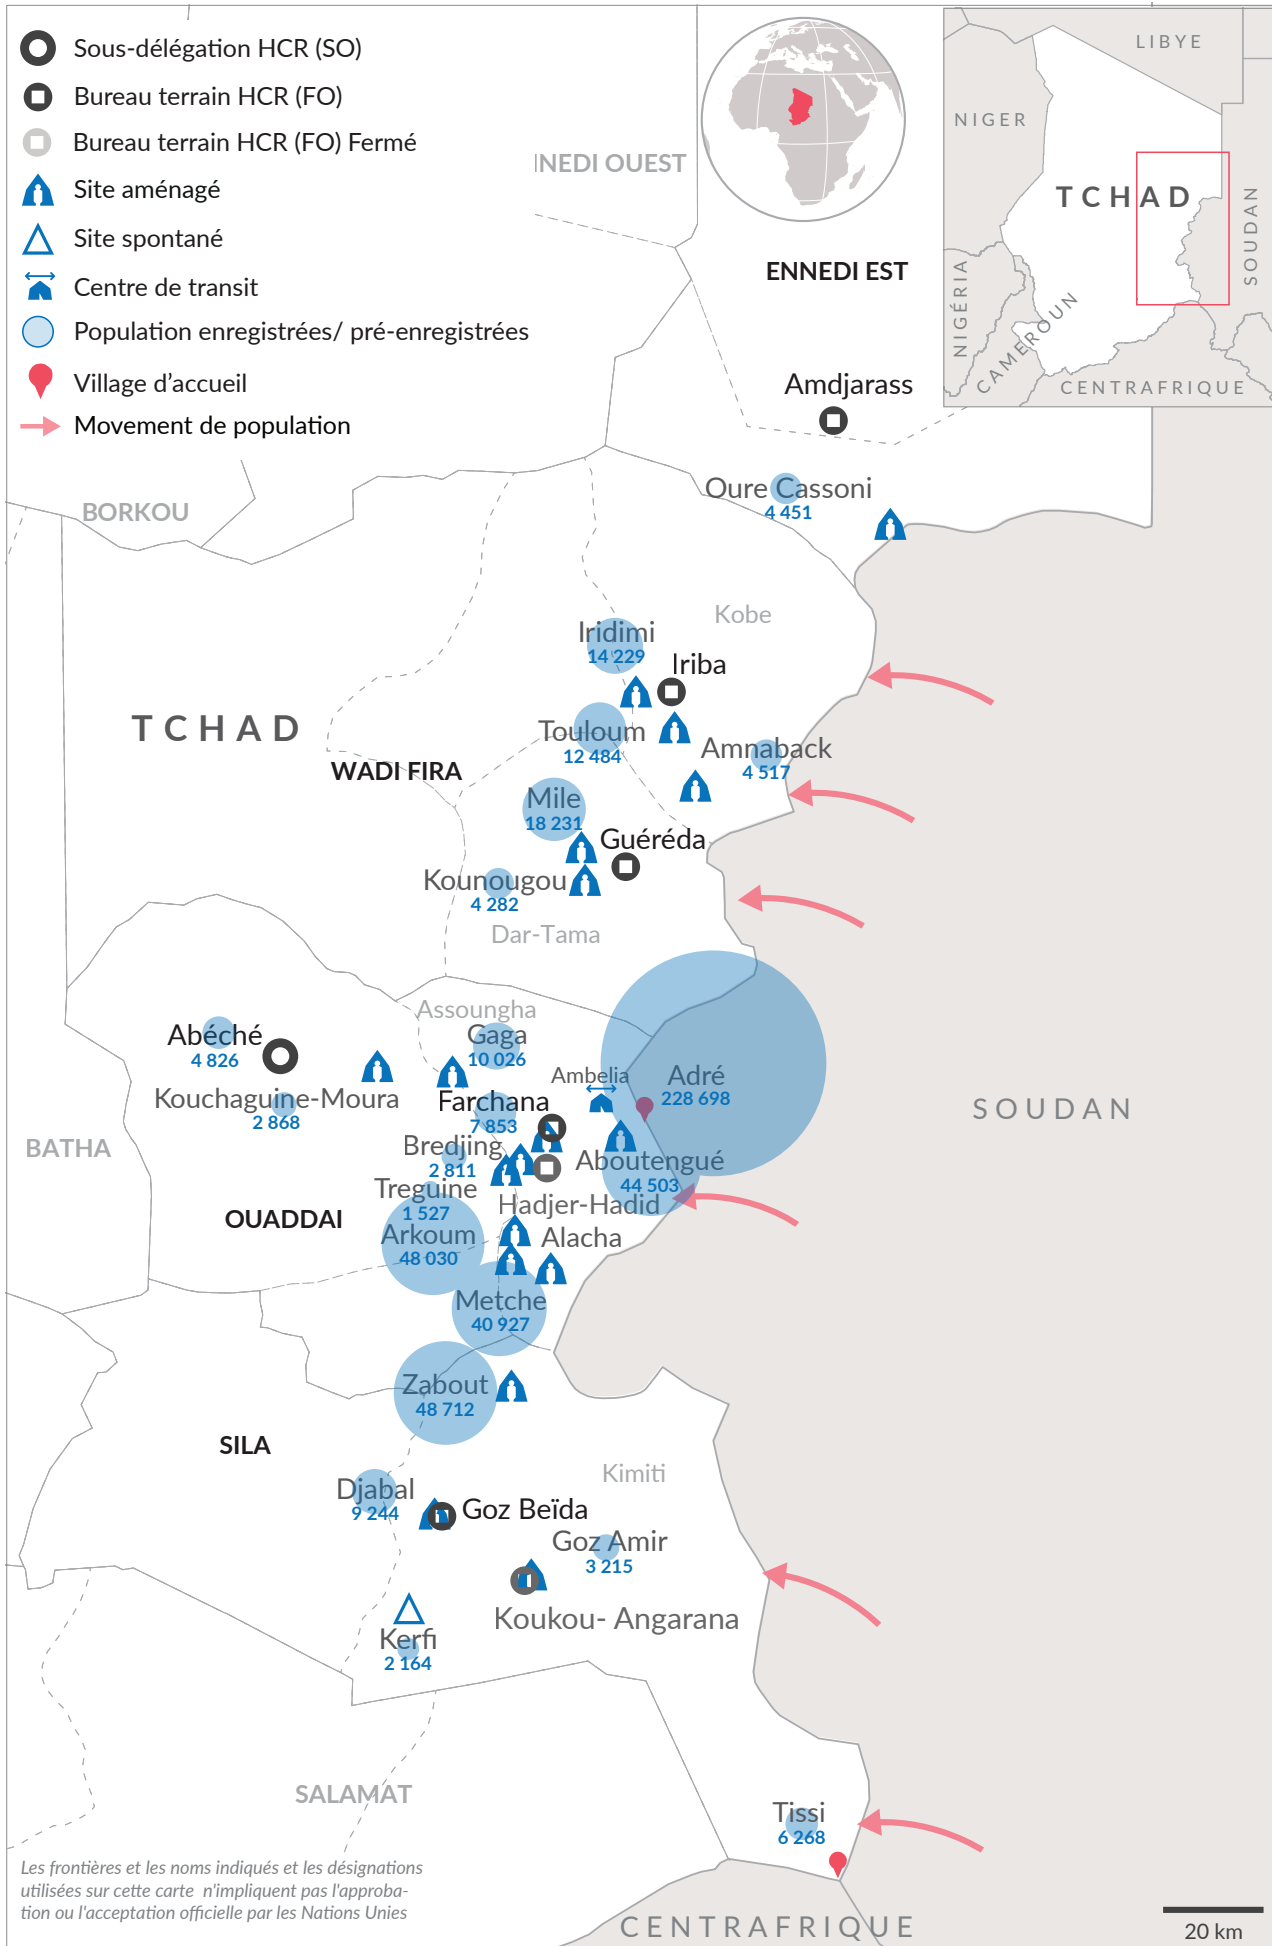 Sous-délégation HCR (SO)
Bureau terrain HCR (FO)
Bureau terrain HCR (FO) Fermé
Site aménagé
Site spontané
Centre de transit
Population enregistrées/ pré-enregistrées
Village d'accueil
Movement de population
LIBYE
NIGER
TCHAD
SOUDAN
NIGÉRIA
CAMEROUN
CENTRAFRIQUE
NNEDI OUEST
ENNEDI EST
Amdjarass
Oure Cassoni
4 451
BORKOU
Kobe
Iridimi
14 229
Iriba
TCHAD
Touloum
12 484
Amnaback
4 517
WADI FIRA
Mile
18 231
Guéréda
Kounougou
4 282
Dar-Tama
Assoungha
Abéché
4 826
Gaga
10 026
Ambelia
Adré
228 698
Kouchaguine-Moura
2 868
Farchana
7 853
SOUDAN
BATHA
Bredjing
2 811
Aboutengué
44 503
Treguine
1 527
Hadjer-Hadid
OUADDAI
Arkoum
48 030
Alacha
Metche
40 927
Zabout
48 712
SILA
Kimiti
Djabal
9 244
Goz Beïda
Goz Amir
3 215
Koukou- Angarana
Kerfi
2 164
SALAMAT
Tissi
6 268
Les frontières et les noms indiqués et les désignations
utilisées sur cette carte n'impliquent pas l'approba-
tion ou l'acceptation officielle par les Nations Unies
CENTRAFRIQUE
20 km